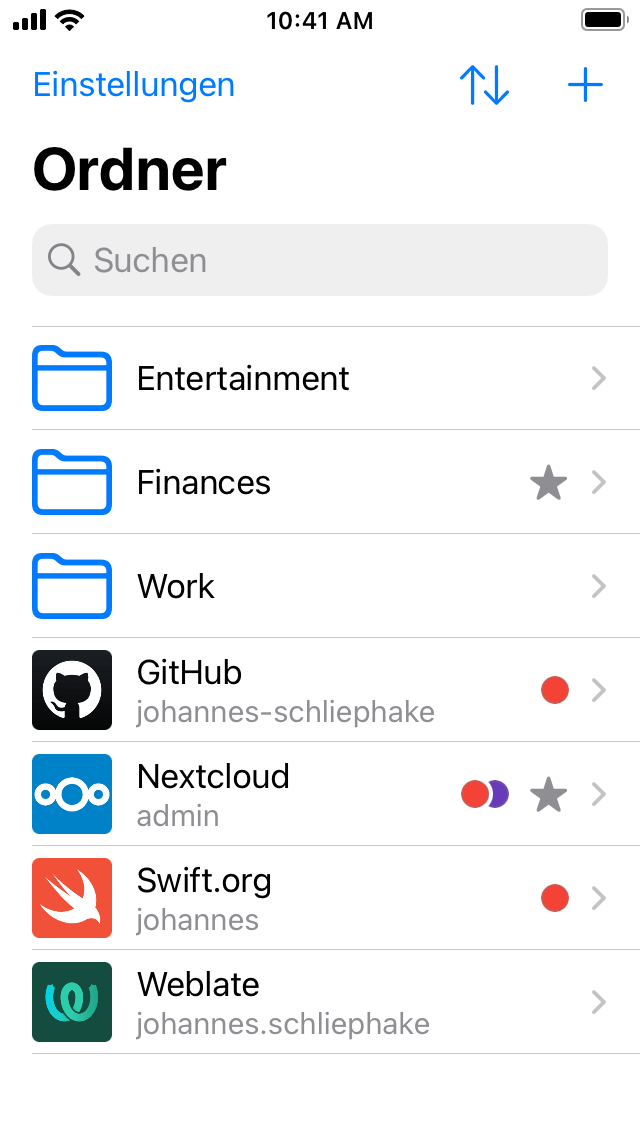 10:41 AM
Einstellungen
Ordner
Suchen
Entertainment
Finances
Work
GitHub
johannes-schliephake
Nextcloud
admin
Swift.org
johannes
Weblate
johannes.schliephake